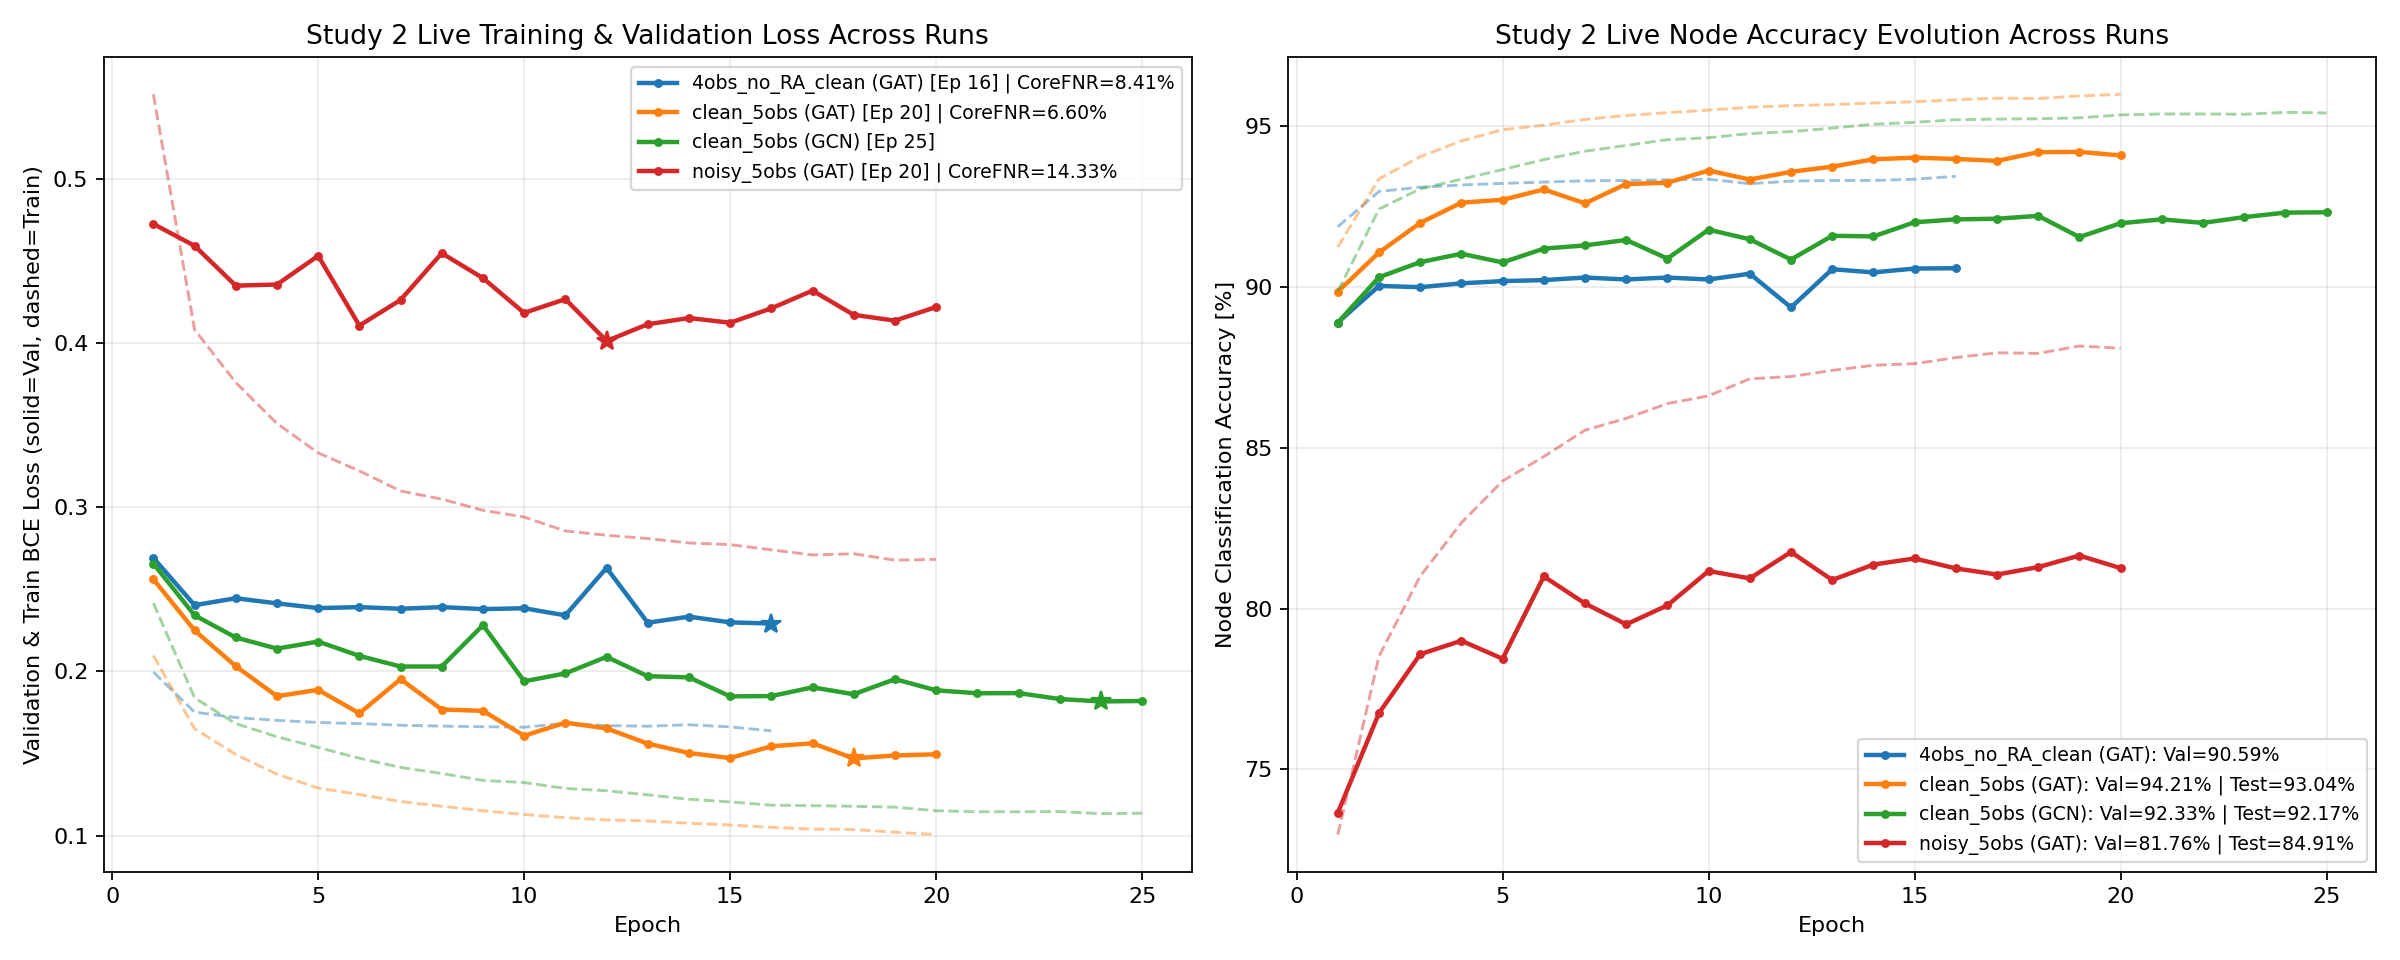 Study 2 Live Training & Validation Loss Across Runs
Validation & Train BCE Loss (solid=Val, dashed=Train)
0.5
0.4
0.3
0.2
0.1
4obs_no_RA_clean (GAT) [Ep 16] | CoreFNR=8.41%
clean_5obs (GAT) [Ep 20] | CoreFNR=6.60%
clean_5obs (GCN) [Ep 25]
noisy_5obs (GAT) [Ep 20] | CoreFNR=14.33%
0 5 10 15 20 25
Epoch
Study 2 Live Node Accuracy Evolution Across Runs
Node Classification Accuracy [%]
95
90
85
80
75
4obs_no_RA_clean (GAT): Val=90.59%
clean_5obs (GAT): Val=94.21% | Test=93.04%
clean_5obs (GCN): Val=92.33% | Test=92.17%
noisy_5obs (GAT): Val=81.76% | Test=84.91%
0 5 10 15 20 25
Epoch